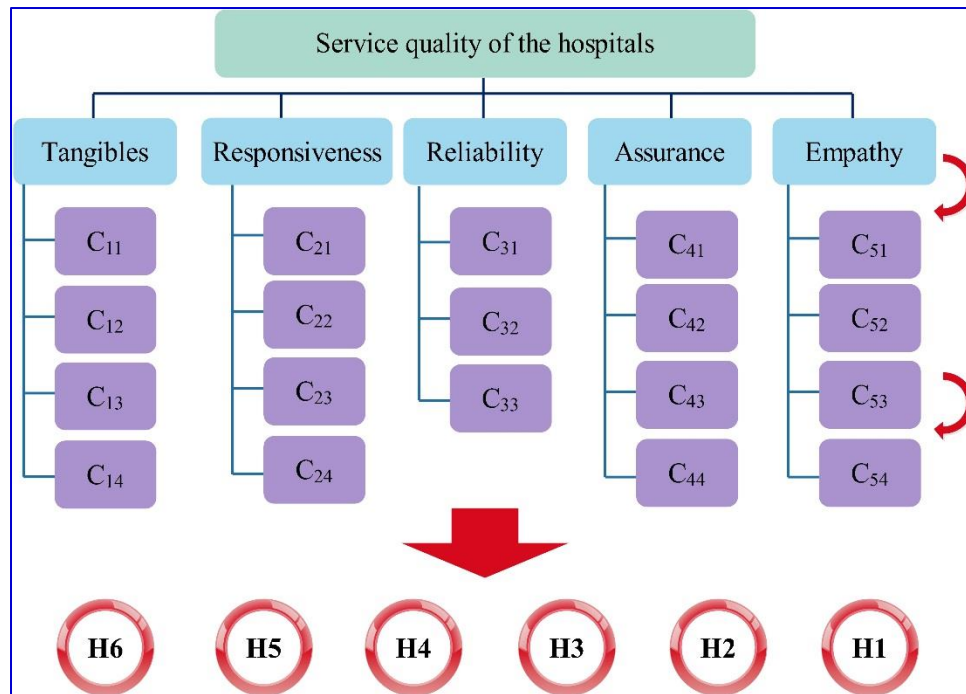 Service quality of the hospitals
Tangibles Responsiveness Reliability Assurance Empathy
C₁₁ C₂₁ C₃₁ C₄₁ C₅₁
C₁₂ C₂₂ C₃₂ C₄₂ C₅₂
C₁₃ C₂₃ C₃₃ C₄₃ C₅₃
C₁₄ C₂₄ C₄₄ C₅₄
H6 H5 H4 H3 H2 H1